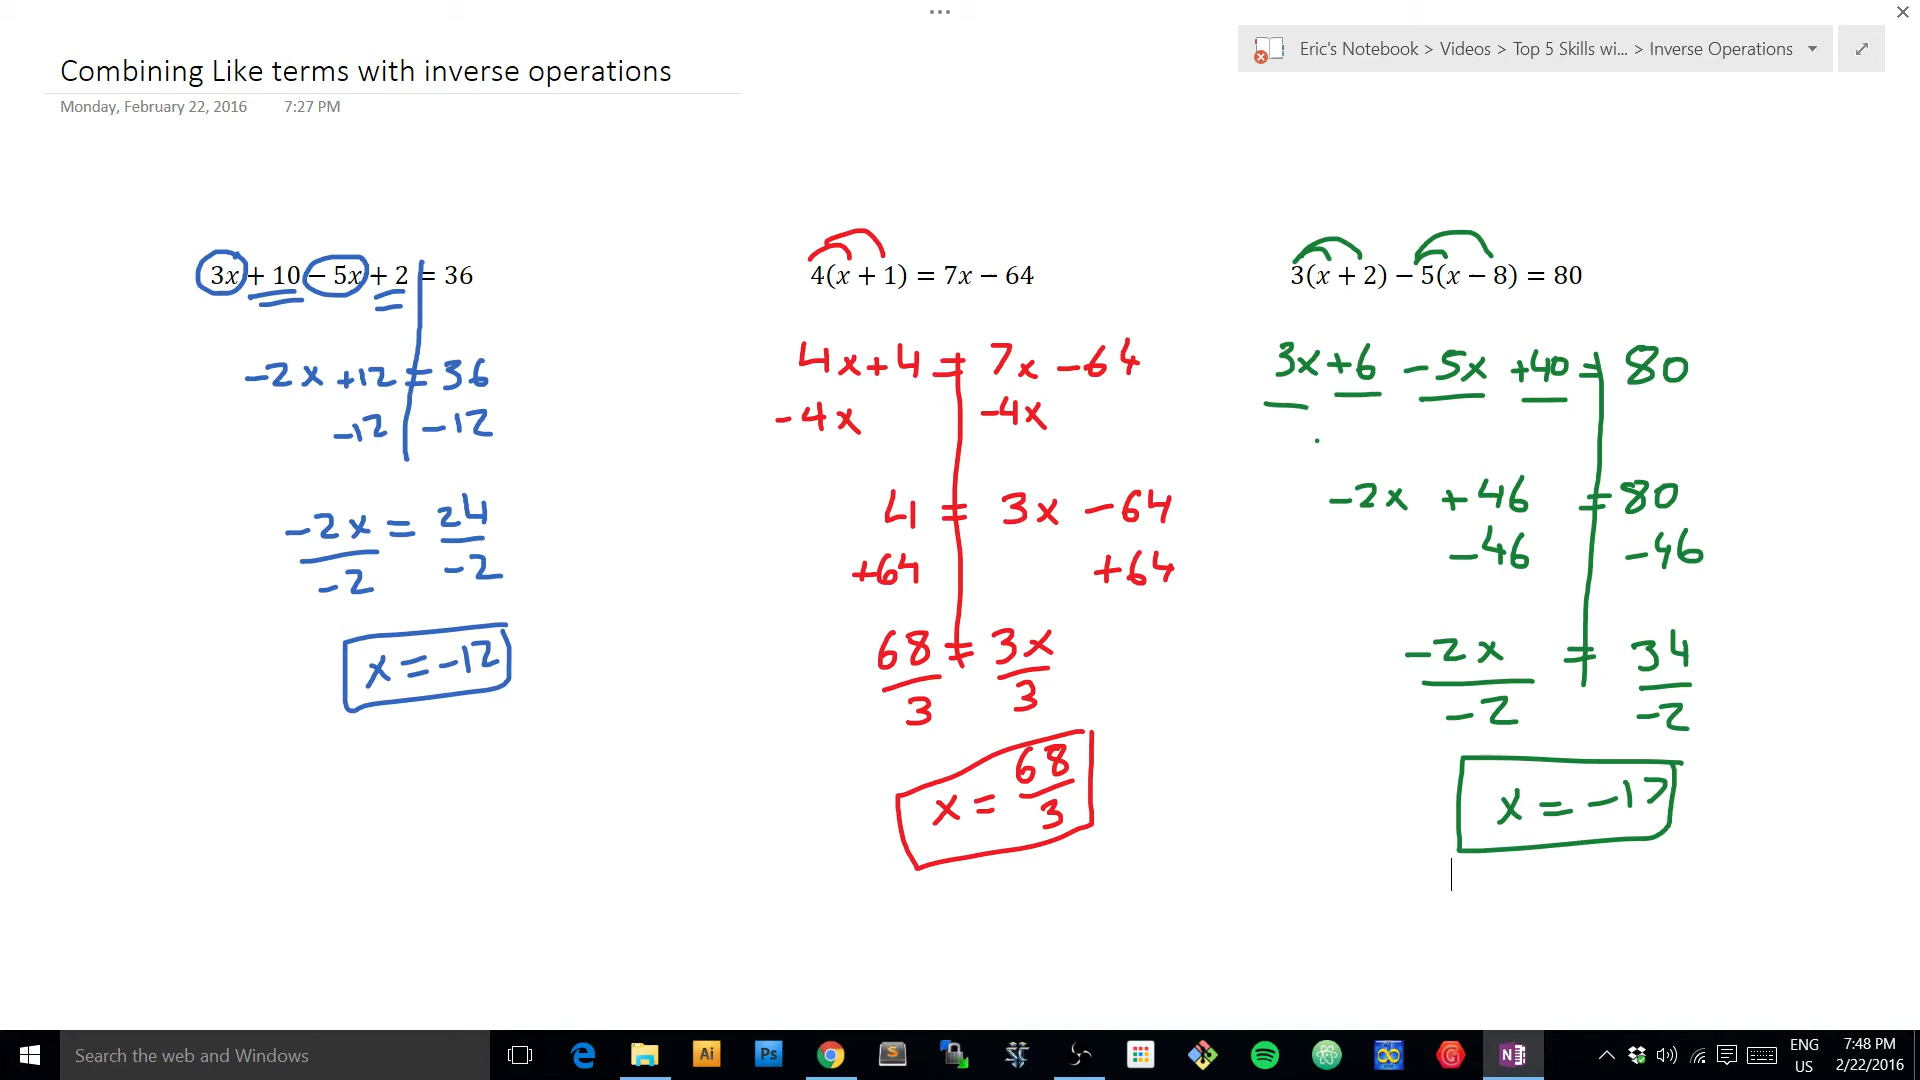 Eric's Notebook > Videos > Top 5 Skills wi... > Inverse Operations
Combining Like terms with inverse operations
Monday, February 22, 2016 7:27 PM
3x + 10 − 5x + 2 = 36
-2x +12 = 36
-12 -12
-2x = 24
-2 -2
x = -12
4(x + 1) = 7x − 64
4x+4 = 7x -64
-4x -4x
4 = 3x -64
+64 +64
68 = 3x
3 3
x = 68
3
3(x + 2) − 5(x − 8) = 80
3x +6 -5x +40 = 80
-2x +46 = 80
-46 -46
-2x = 34
-2 -2
x = -17
Search the web and Windows
Ai
Ps
S
G
N
ENG
US
7:48 PM
2/22/2016